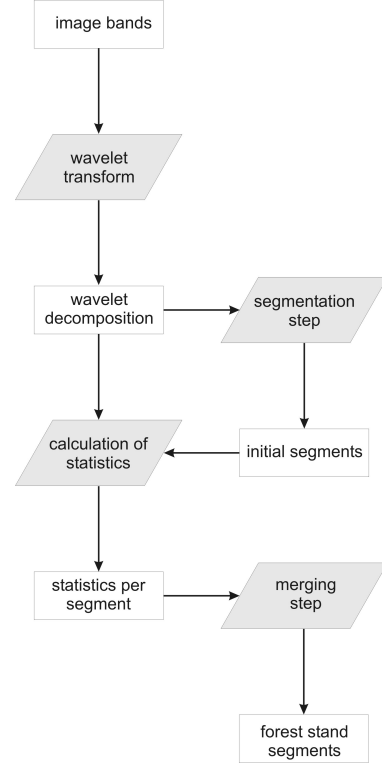 image bands
wavelet
transform
wavelet
decomposition
segmentation
step
calculation of
statistics
initial segments
statistics per
segment
merging
step
forest stand
segments